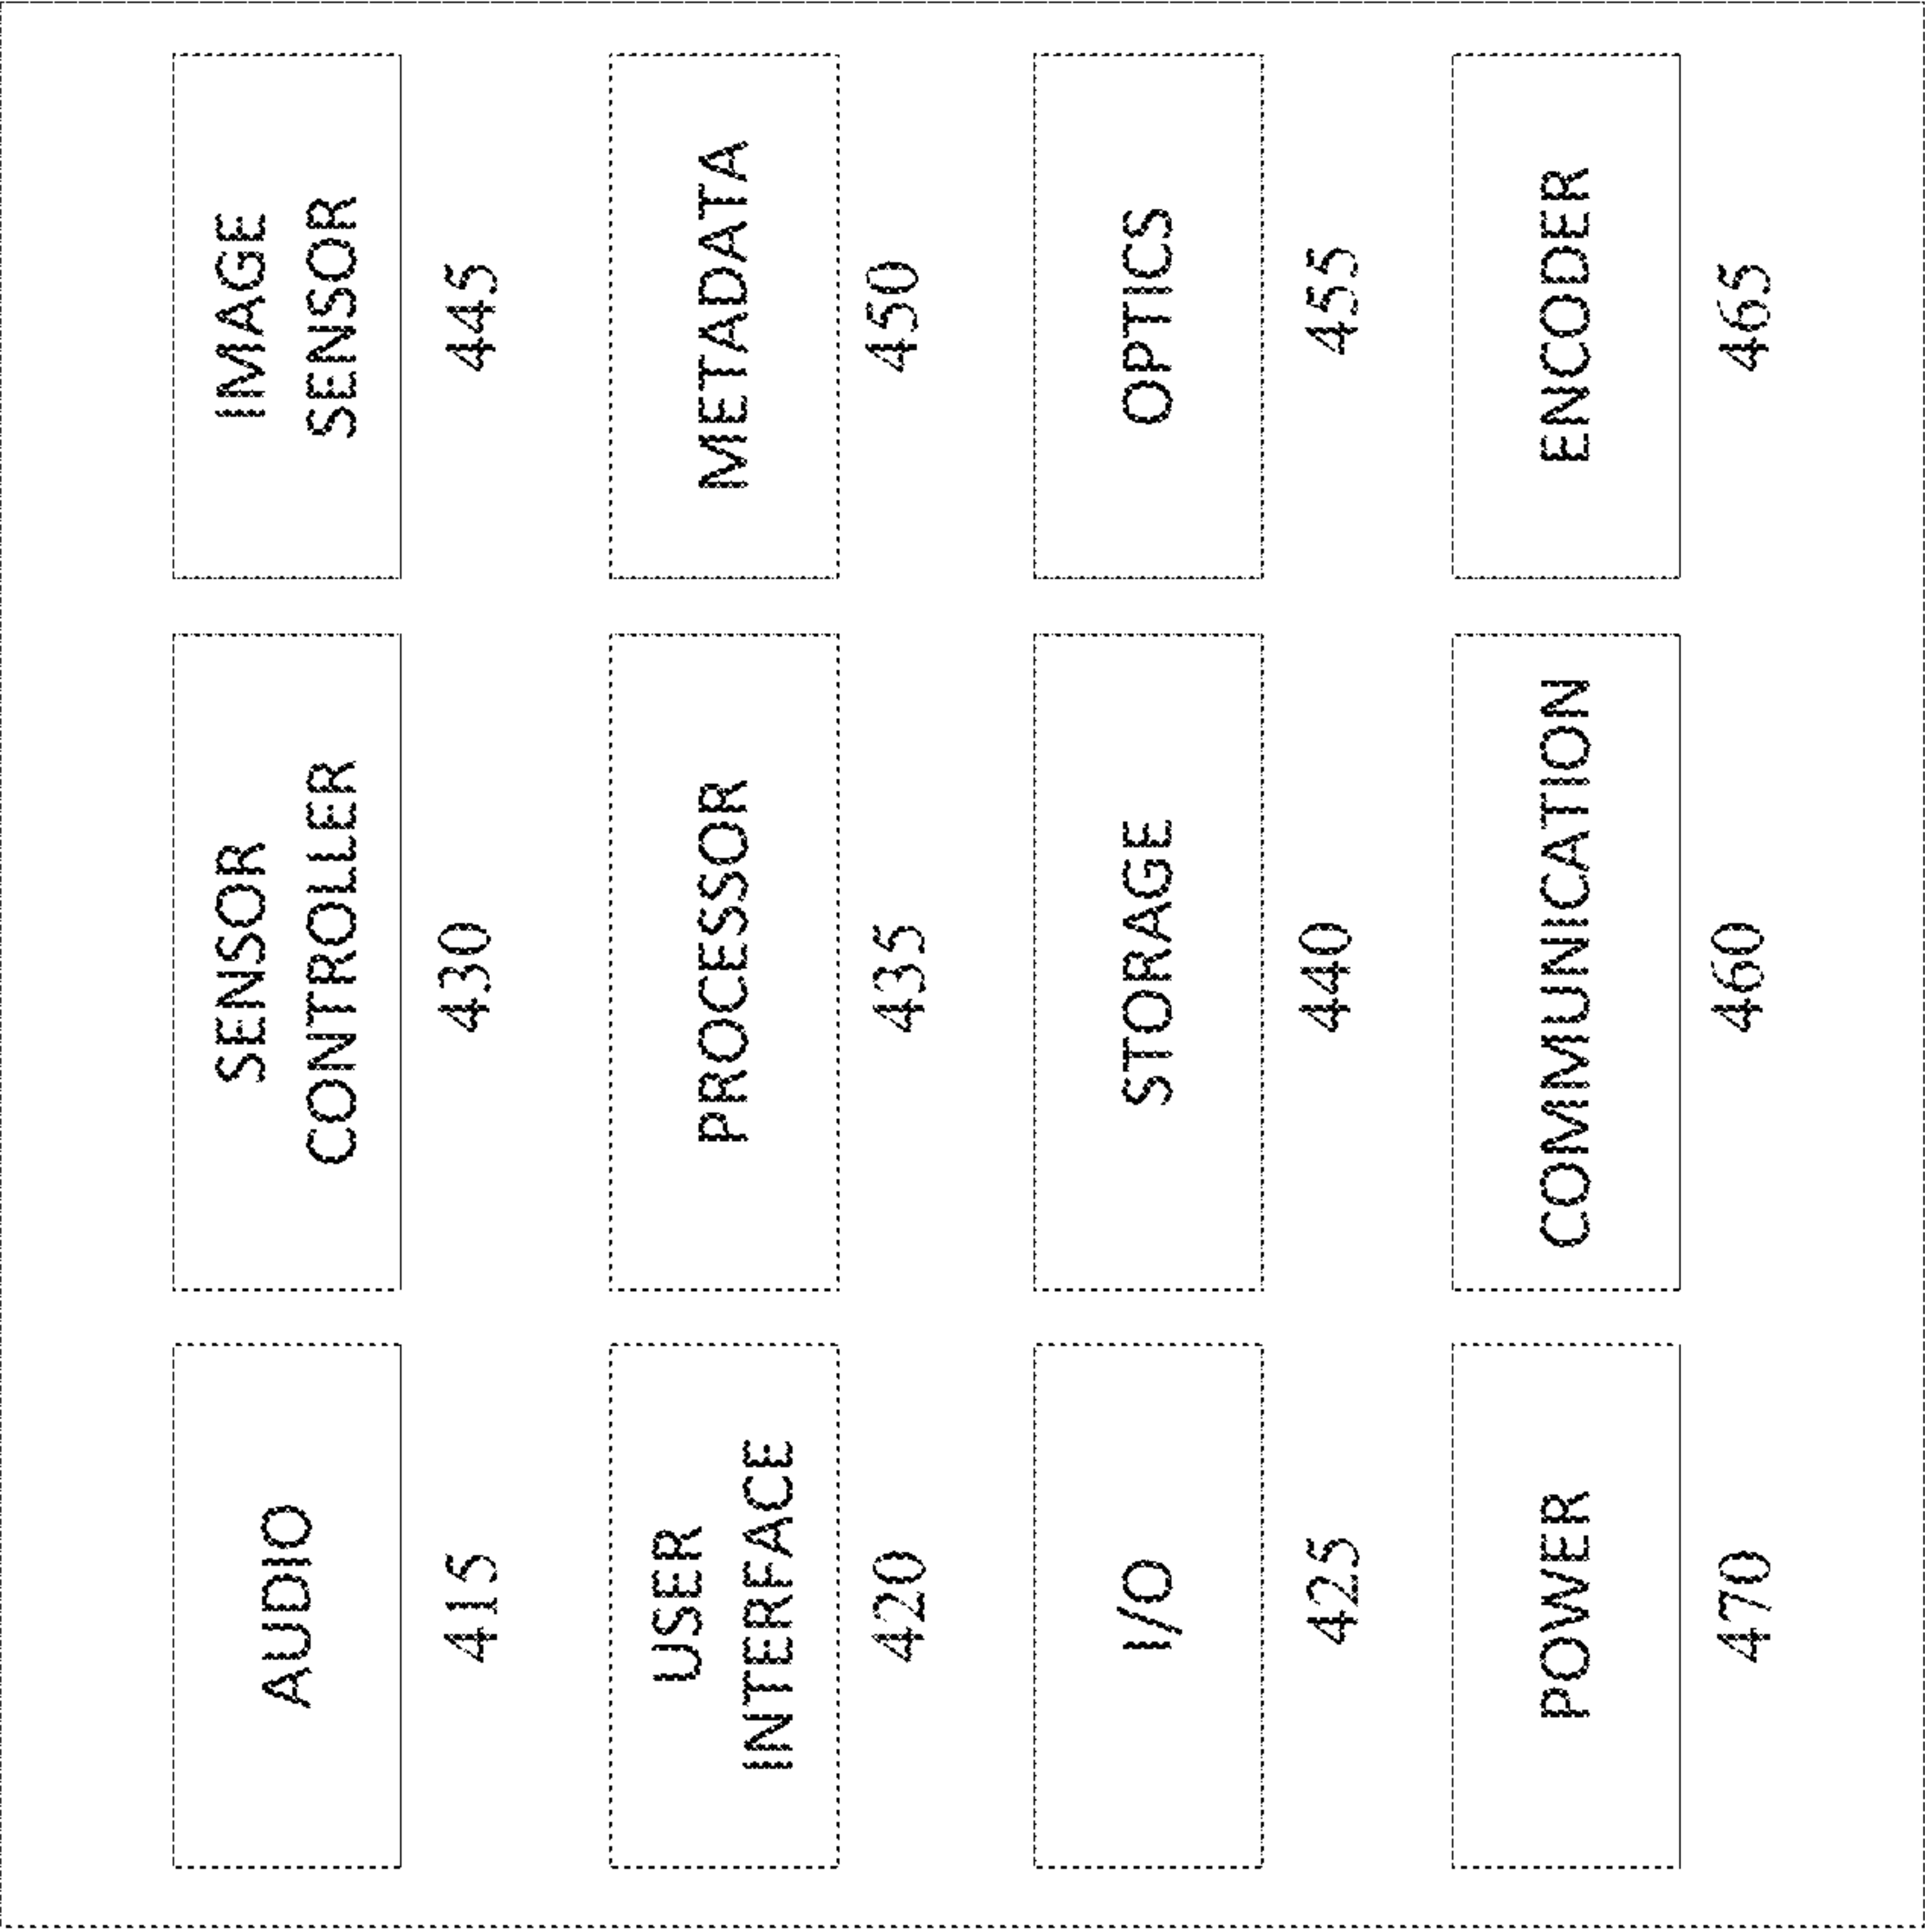 AUDIO
415
SENSOR
CONTROLLER
430
IMAGE
SENSOR
445
USER
INTERFACE
420
PROCESSOR
435
METADATA
450
I/O
425
STORAGE
440
OPTICS
455
POWER
470
COMMUNICATION
460
ENCODER
465